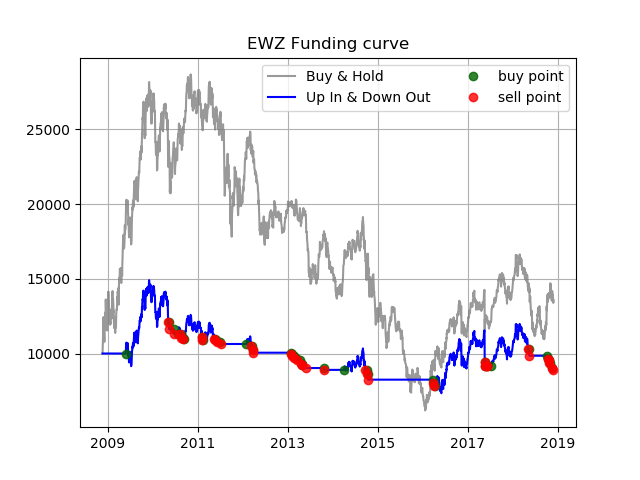 EWZ Funding curve
Buy & Hold
Up In & Down Out
buy point
sell point
25000
20000
15000
10000
2009 2011 2013 2015 2017 2019